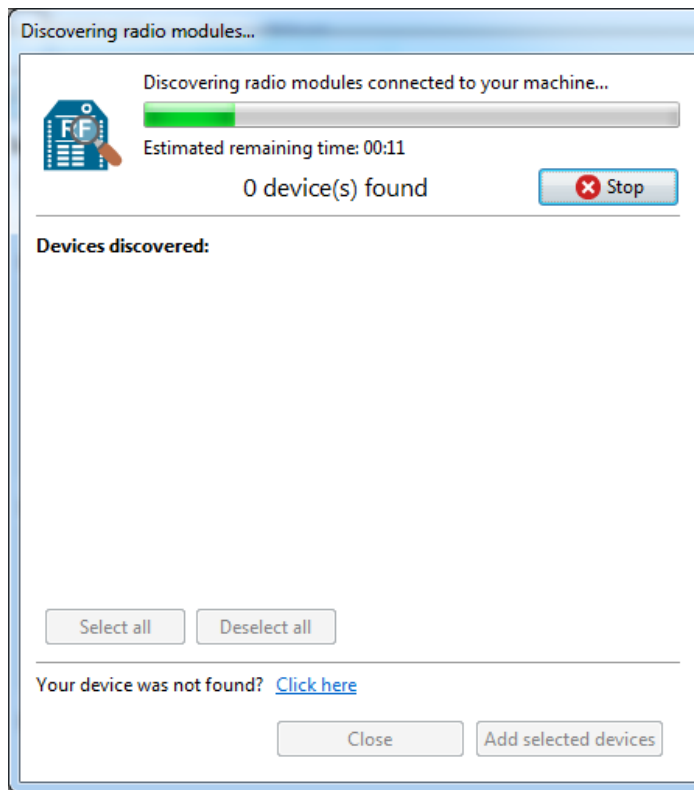 Discovering radio modules...
Discovering radio modules connected to your machine...
Estimated remaining time: 00:11
0 device(s) found
Stop
Devices discovered:
Select all
Deselect all
Your device was not found? Click here
Close
Add selected devices